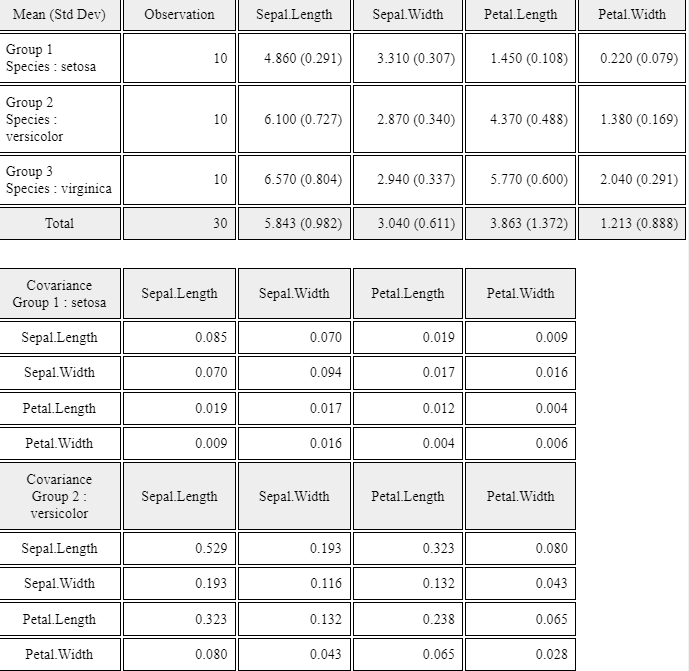 Mean (Std Dev) Observation Sepal.Length Sepal.Width Petal.Length Petal.Width
Group 1
Species : setosa 10 4.860 (0.291) 3.310 (0.307) 1.450 (0.108) 0.220 (0.079)
Group 2
Species :
versicolor 10 6.100 (0.727) 2.870 (0.340) 4.370 (0.488) 1.380 (0.169)
Group 3
Species : virginica 10 6.570 (0.804) 2.940 (0.337) 5.770 (0.600) 2.040 (0.291)
Total 30 5.843 (0.982) 3.040 (0.611) 3.863 (1.372) 1.213 (0.888)
Covariance
Group 1 : setosa Sepal.Length Sepal.Width Petal.Length Petal.Width
Sepal.Length 0.085 0.070 0.019 0.009
Sepal.Width 0.070 0.094 0.017 0.016
Petal.Length 0.019 0.017 0.012 0.004
Petal.Width 0.009 0.016 0.004 0.006
Covariance
Group 2 :
versicolor Sepal.Length Sepal.Width Petal.Length Petal.Width
Sepal.Length 0.529 0.193 0.323 0.080
Sepal.Width 0.193 0.116 0.132 0.043
Petal.Length 0.323 0.132 0.238 0.065
Petal.Width 0.080 0.043 0.065 0.028